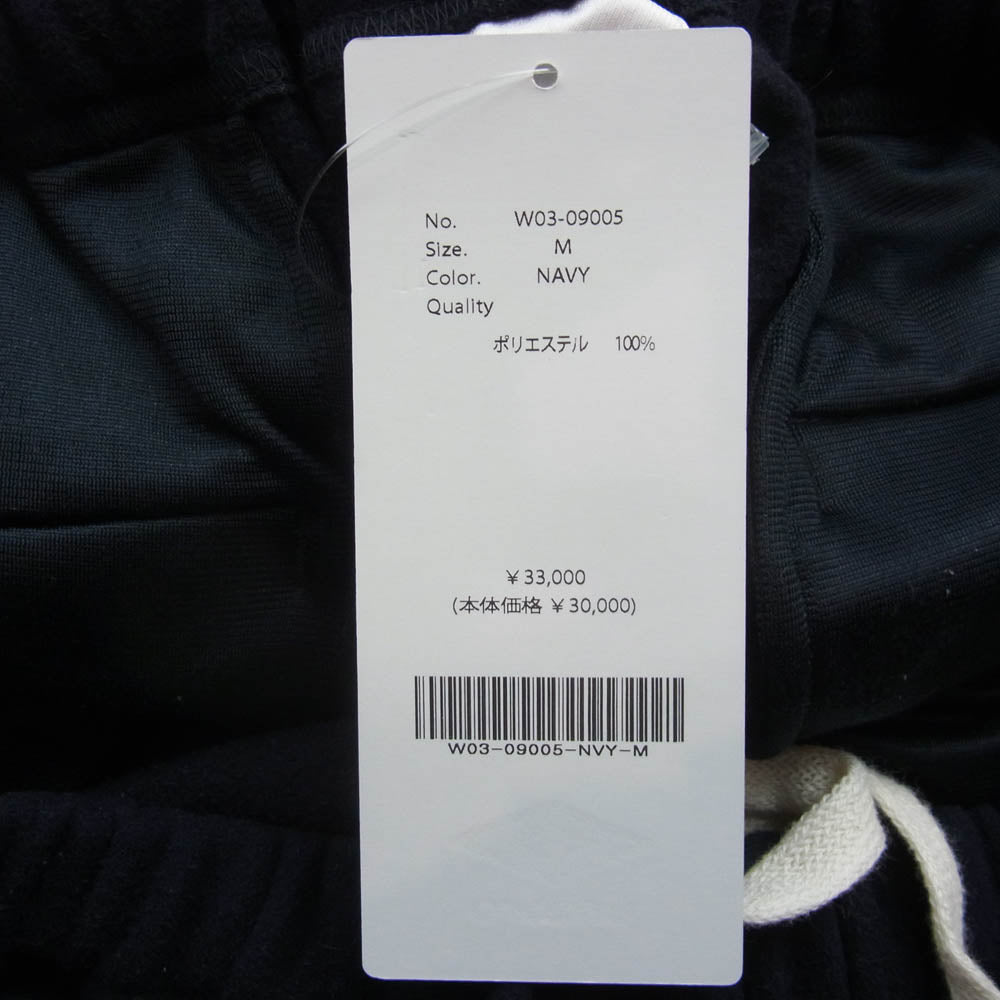 No. W03-09005
Size. M
Color. NAVY
Quality
ポリエステル 100%
¥33,000
(本体価格 ¥30,000)
W03-09005-NVY-M